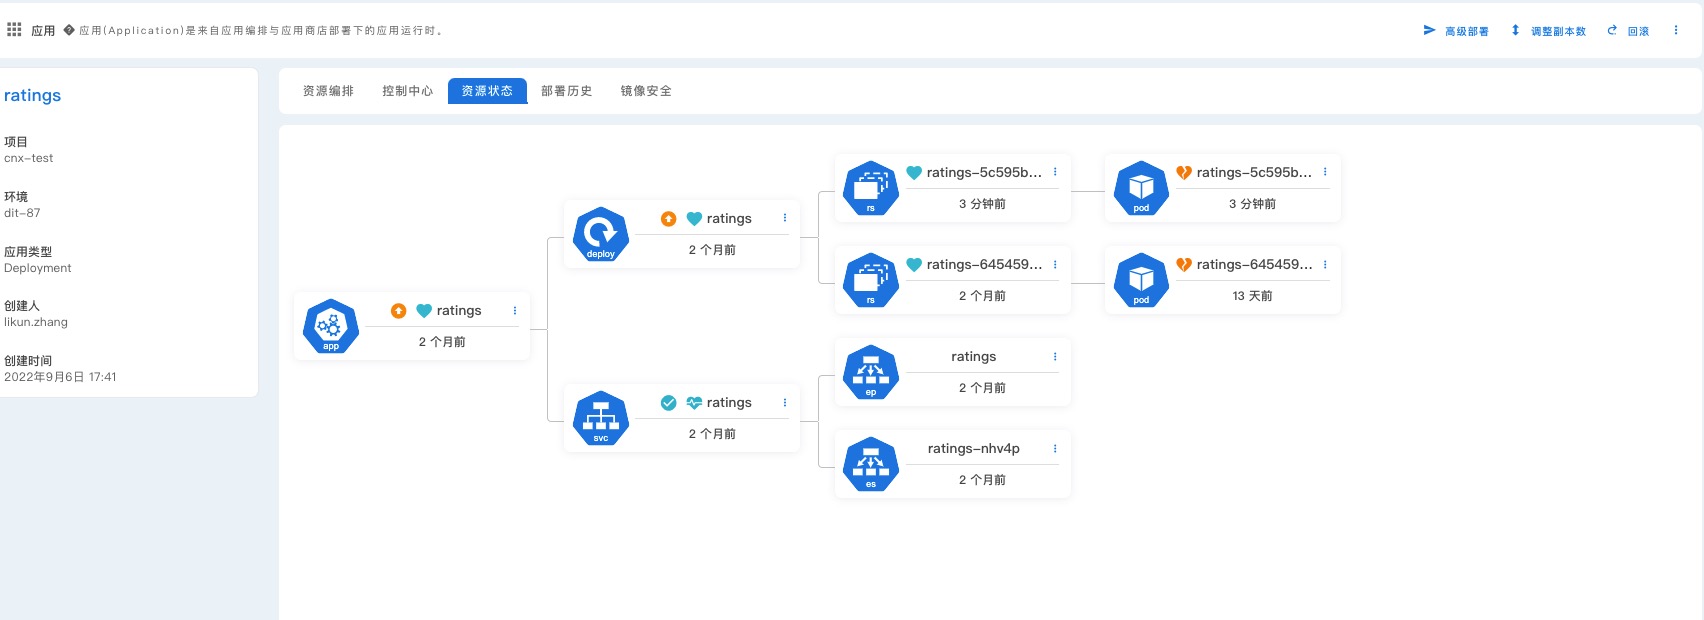 应用 应用(Application)是来自应用编排与应用商店部署下的应用运行时。
高级部署 调整副本数 回滚
ratings
项目
cnx-test
环境
dit-87
应用类型
Deployment
创建人
likun.zhang
创建时间
2022年9月6日 17:41
资源编排 控制中心 资源状态 部署历史 镜像安全
app
ratings
2 个月前
deploy
ratings
2 个月前
svc
ratings
2 个月前
rs
ratings-5c595b...
3 分钟前
rs
ratings-645459...
2 个月前
ep
ratings
2 个月前
es
ratings-nhv4p
2 个月前
pod
ratings-5c595b...
3 分钟前
pod
ratings-645459...
13 天前